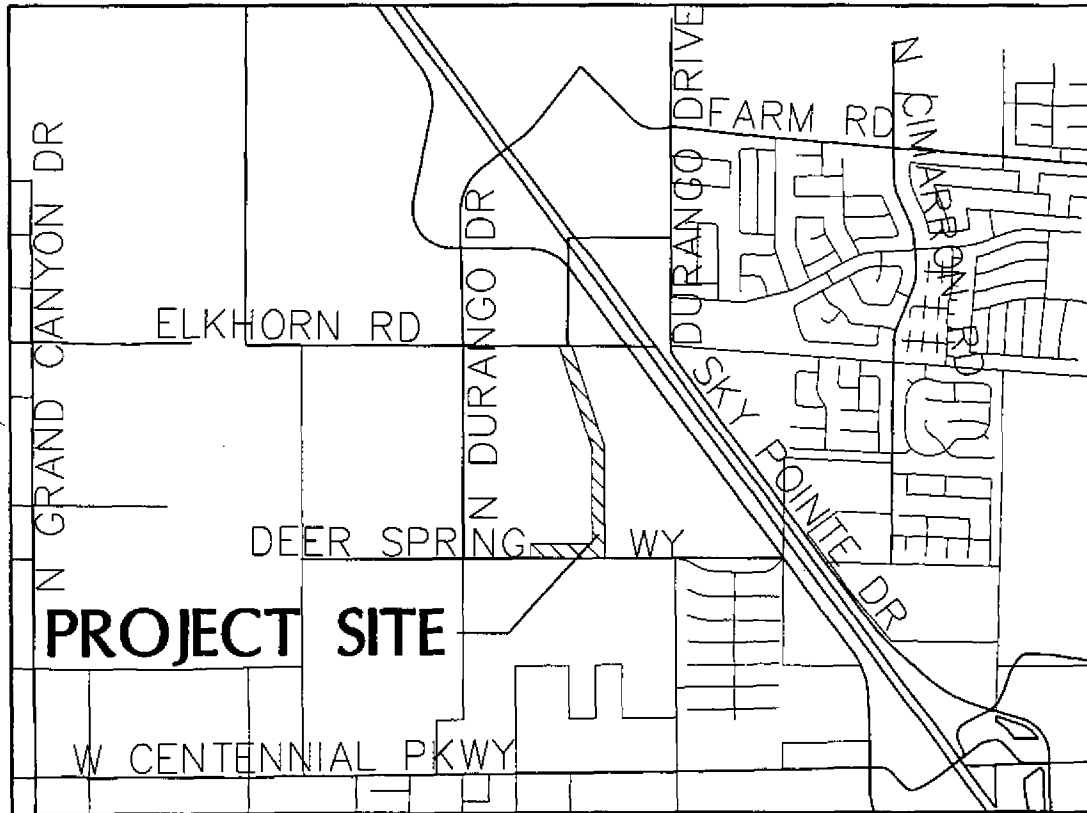 N GRAND CANYON DR
DURANGO DRIVE
FARM RD
N CIMARRON RD
N DURANGO DR
ELKHORN RD
SKY POINTE DR
DEER SPRING WY
PROJECT SITE
W CENTENNIAL PKWY